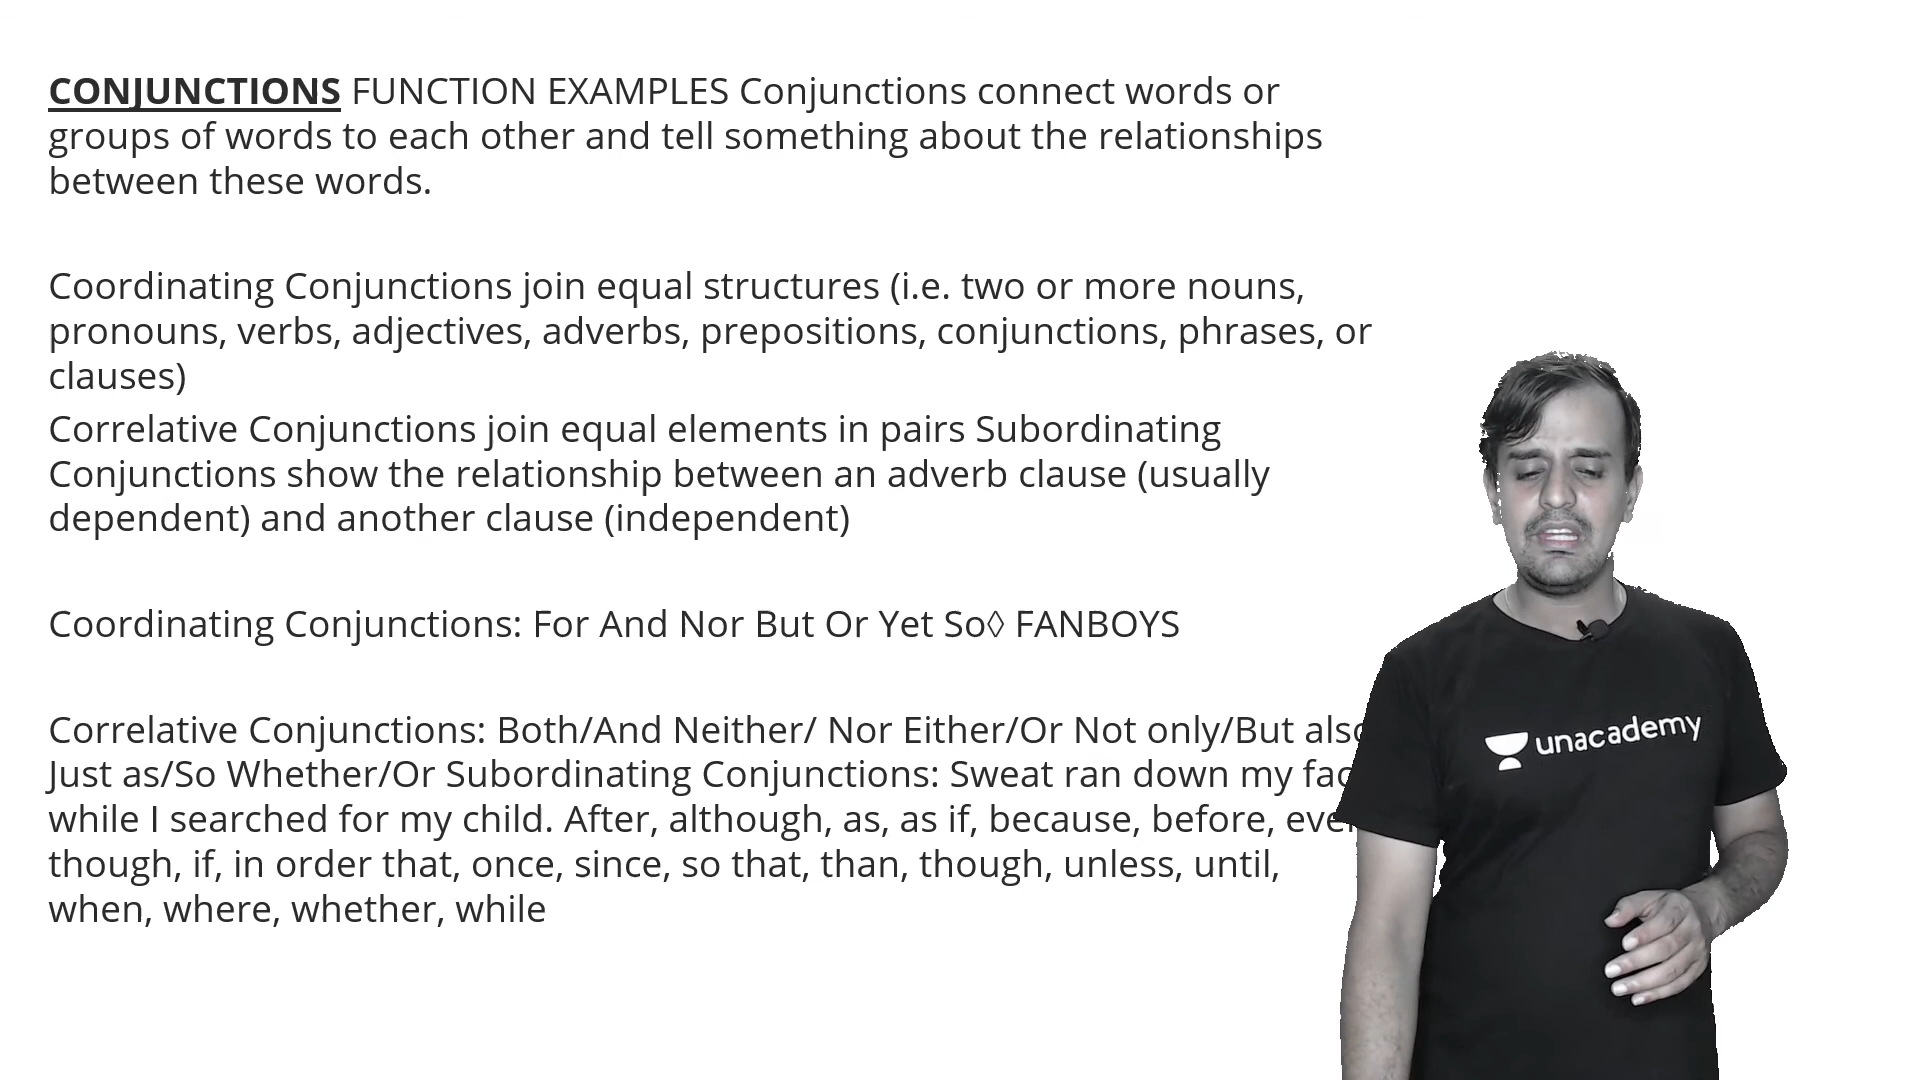 CONJUNCTIONS FUNCTION EXAMPLES Conjunctions connect words or
groups of words to each other and tell something about the relationships
between these words.
Coordinating Conjunctions join equal structures (i.e. two or more nouns,
pronouns, verbs, adjectives, adverbs, prepositions, conjunctions, phrases, or
clauses)
Correlative Conjunctions join equal elements in pairs Subordinating
Conjunctions show the relationship between an adverb clause (usually
dependent) and another clause (independent)
Coordinating Conjunctions: For And Nor But Or Yet So◊ FANBOYS
Correlative Conjunctions: Both/And Neither/ Nor Either/Or Not only/But also
Just as/So Whether/Or Subordinating Conjunctions: Sweat ran down my fac
while I searched for my child. After, although, as, as if, because, before, even
though, if, in order that, once, since, so that, than, though, unless, until,
when, where, whether, while
unacademy